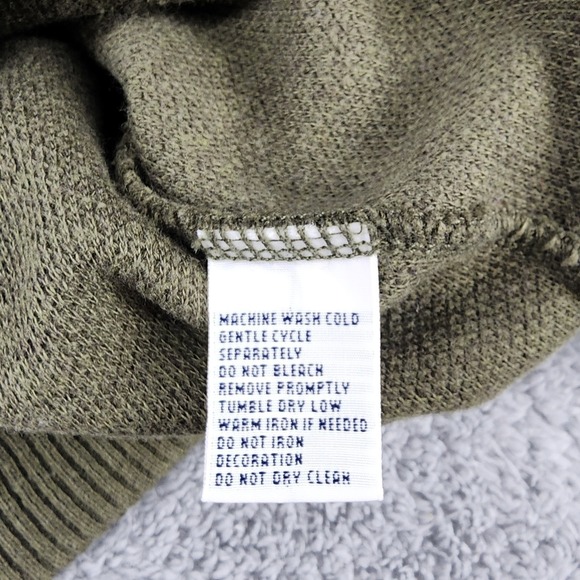 MACHINE WASH COLD
GENTLE CYCLE
SEPARATELY
DO NOT BLEACH
REMOVE PROMPTLY
TUMBLE DRY LOW
WARM IRON IF NEEDED
DO NOT IRON
DECORATION
DO NOT DRY CLEAN